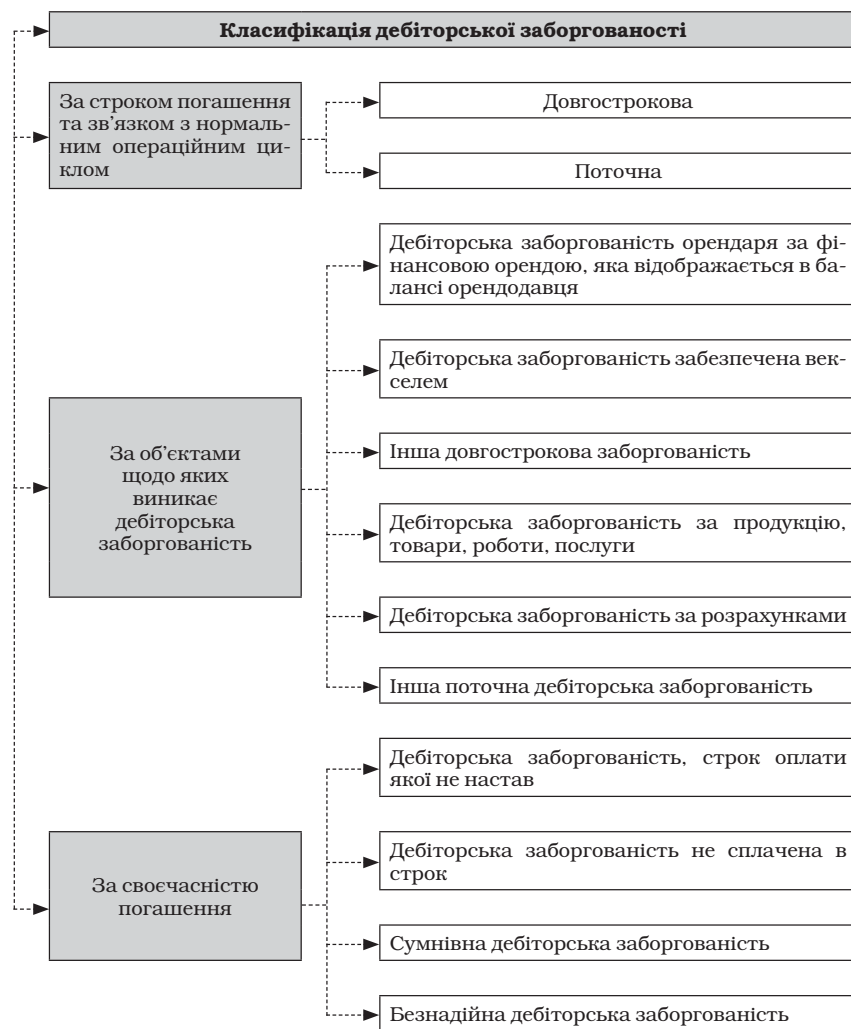 Класифікація дебіторської заборгованості
За строком погашення
та зв’язком з нормаль-
ним операційним ци-
клом
Довгострокова
Поточна
За об’єктами
щодо яких
виникає
дебіторська
заборгованість
Дебіторська заборгованість орендаря за фі-
нансовою орендою, яка відображається в ба-
лансі орендодавця
Дебіторська заборгованість забезпечена век-
селем
Інша довгострокова заборгованість
Дебіторська заборгованість за продукцію,
товари, роботи, послуги
Дебіторська заборгованість за розрахунками
Інша поточна дебіторська заборгованість
За своєчасністю
погашення
Дебіторська заборгованість, строк оплати
якої не настав
Дебіторська заборгованість не сплачена в
строк
Сумнівна дебіторська заборгованість
Безнадійна дебіторська заборгованість